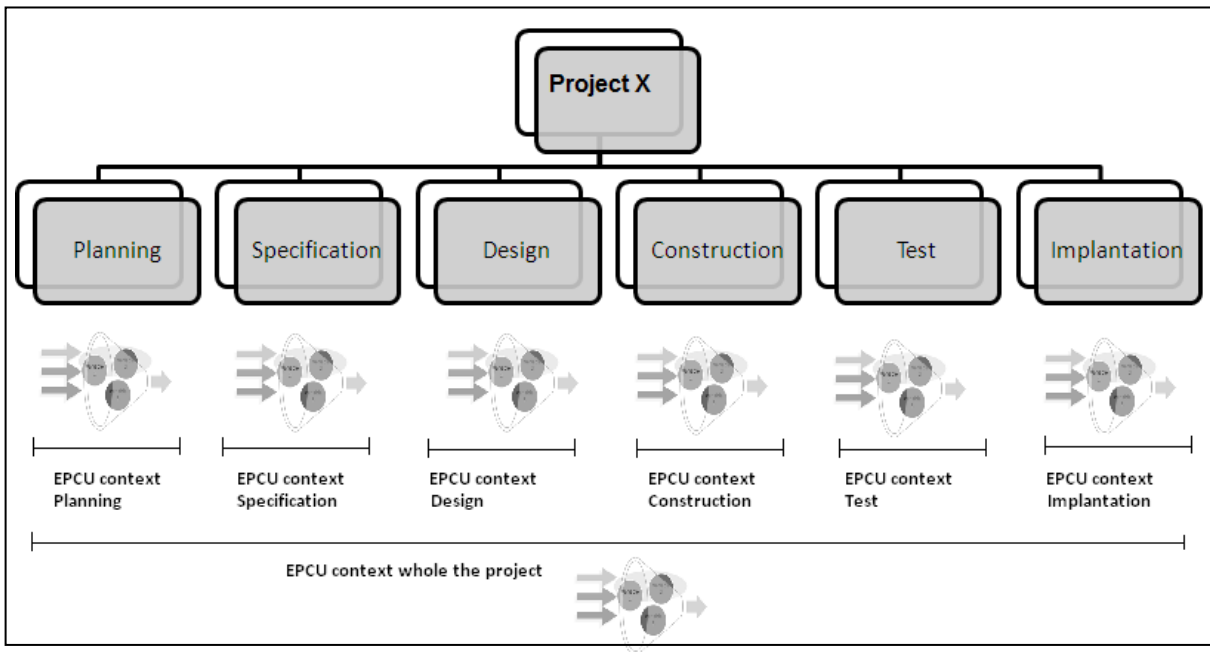 Project X
Planning
Specification
Design
Construction
Test
Implantation
EPCU context
Planning
EPCU context
Specification
EPCU context
Design
EPCU context
Construction
EPCU context
Test
EPCU context
Implantation
EPCU context whole the project